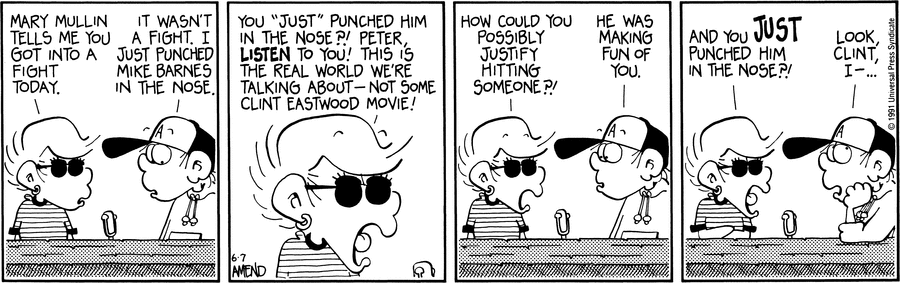 MARY MULLIN
TELLS ME YOU
GOT INTO A
FIGHT
TODAY.
IT WASN'T
A FIGHT. I
JUST PUNCHED
MIKE BARNES
IN THE NOSE.
YOU "JUST" PUNCHED HIM
IN THE NOSE?! PETER,
LISTEN TO YOU! THIS IS
THE REAL WORLD WE'RE
TALKING ABOUT—NOT SOME
CLINT EASTWOOD MOVIE!
6-7
AMEND
HOW COULD YOU
POSSIBLY
JUSTIFY
HITTING
SOMEONE?!
HE WAS
MAKING
FUN OF
YOU.
AND YOU JUST
PUNCHED HIM
IN THE NOSE?!
LOOK,
CLINT,
I-...
A
A
A
© 1991 Universal Press Syndicate